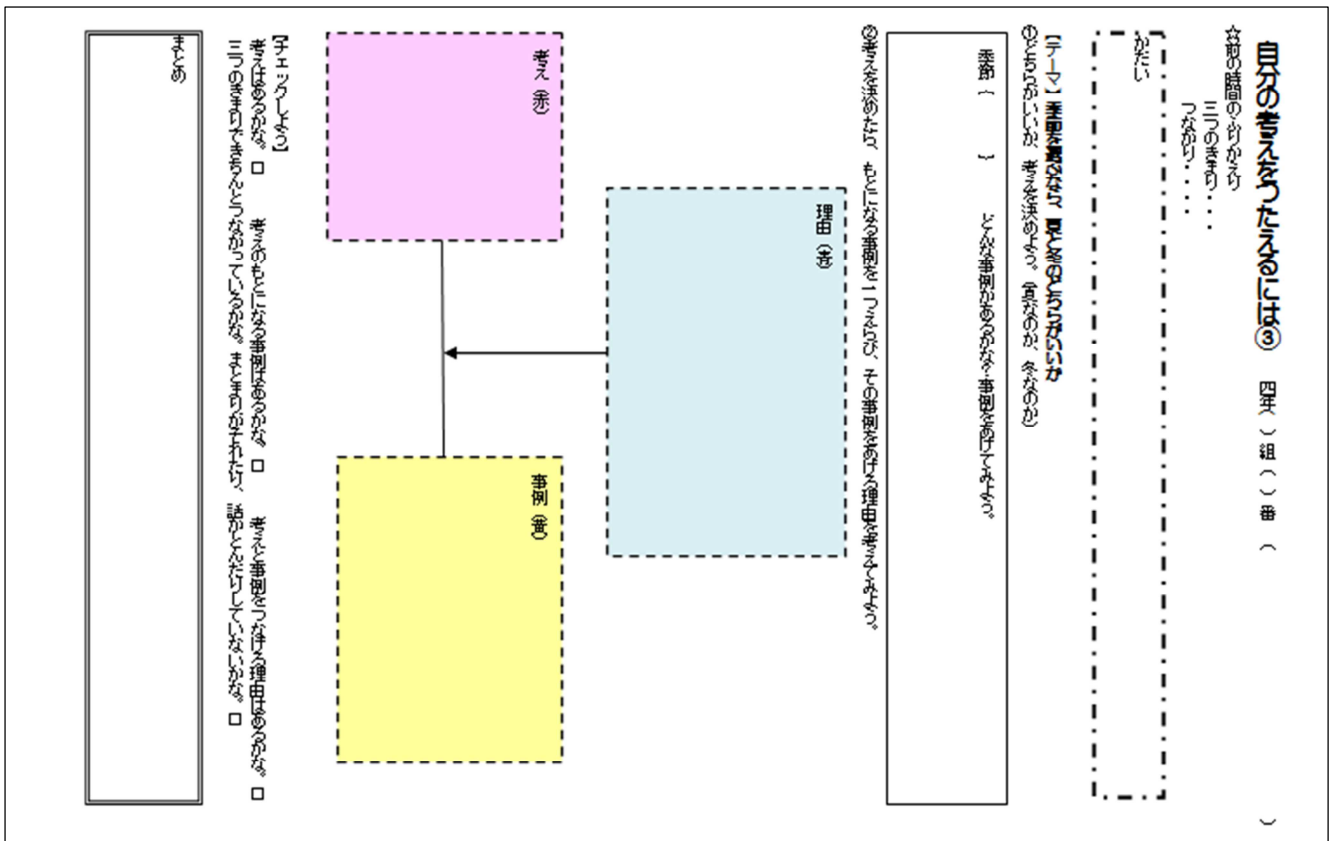 自分の考えをつたえるには③　四年（　）組（　）番　（　　　　　　）
☆前の時間のふりかえり
三つのきまり・・・
つながり・・・・
かだい
【テーマ】季節を選ぶなら、夏と冬のどちらがいいか
①どちらがいいか、考えを決めよう。（夏なのか、冬なのか）
季節｛　　　｝　　どんな事例があるかな？事例をあげてみよう。
②考えを決めたら、もとになる事例を一つえらび、その事例をあげる理由を考えてみよう。
理由（青）
考え（赤）
事例（黄）
【チェックしよう】
考えはあるかな。□　　考えのもとになる事例はあるかな。□　　考えと事例をつなげる理由はあるかな。□
三つのきまりできちんとつながっているかな。まとまりがそれたり、話がとんだりしていないかな。□
まとめ